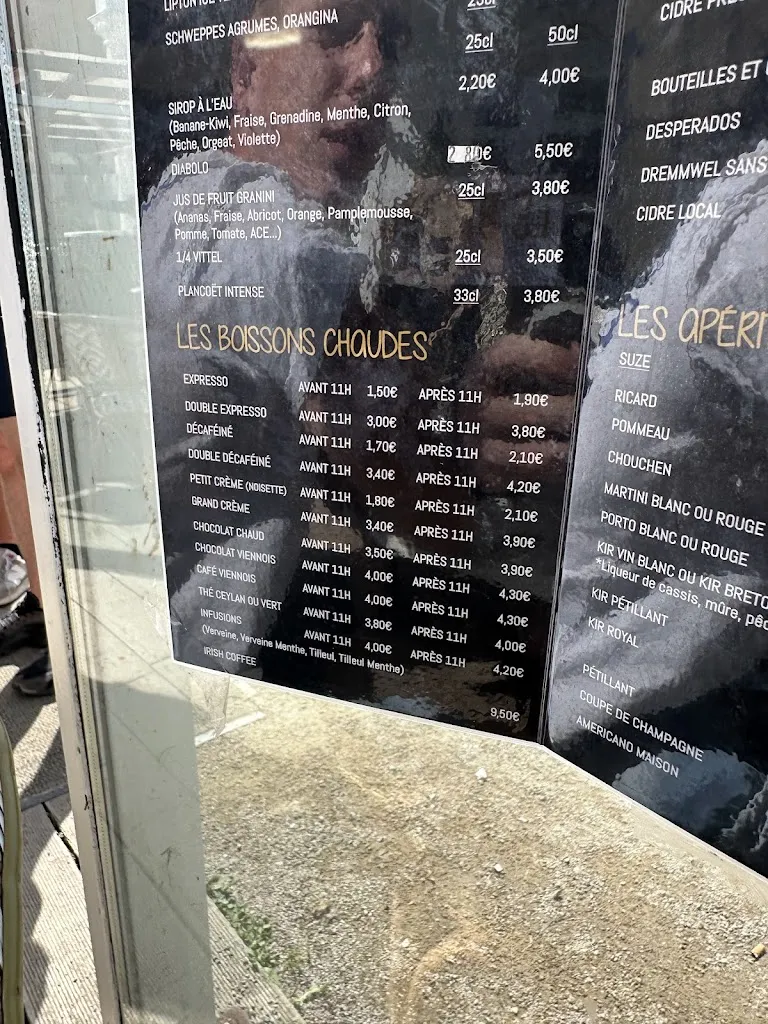 SCHWEPPES AGRUMES, ORANGINA
25cl 50cl
2,20€ 4,00€
SIROP À L'EAU
(Banane-Kiwi, Fraise, Grenadine, Menthe, Citron,
Pêche, Orgeat, Violette)
DIABOLO 5,50€
25cl 3,80€
JUS DE FRUIT GRANINI
(Ananas, Fraise, Abricot, Orange, Pamplemousse,
Pomme, Tomate, ACE...)
1/4 VITTEL 25cl 3,50€
PLANCOËT INTENSE 33cl 3,80€
LES BOISSONS CHAUDES
EXPRESSO AVANT 11H 1,50€ APRÈS 11H 1,90€
DOUBLE EXPRESSO AVANT 11H 3,00€ APRÈS 11H 3,80€
DÉCAFÉINÉ AVANT 11H 1,70€ APRÈS 11H 2,10€
DOUBLE DÉCAFÉINÉ AVANT 11H 3,40€ APRÈS 11H 4,20€
PETIT CRÈME (NOISETTE) AVANT 11H 1,80€ APRÈS 11H 2,10€
GRAND CRÈME AVANT 11H 3,40€ APRÈS 11H 3,90€
CHOCOLAT CHAUD AVANT 11H 3,50€ APRÈS 11H 3,90€
CHOCOLAT VIENNOIS AVANT 11H 4,00€ APRÈS 11H 4,30€
CAFÉ VIENNOIS AVANT 11H 4,00€ APRÈS 11H 4,30€
THÉ CEYLAN OU VERT AVANT 11H 3,80€ APRÈS 11H 4,00€
INFUSIONS AVANT 11H 4,00€ APRÈS 11H 4,20€
(Verveine, Verveine Menthe, Tilleul, Tilleul Menthe)
IRISH COFFEE 9,50€
CIDRE
BOUTEILLES ET
DESPERADOS
DREMMWEL SANS
CIDRE LOCAL
LES APÉRI
SUZE
RICARD
POMMEAU
CHOUCHEN
MARTINI BLANC OU ROUGE
PORTO BLANC OU ROUGE
KIR VIN BLANC OU KIR BRETO
*Liqueur de cassis, mûre, pêc
KIR PÉTILLANT
KIR ROYAL
PÉTILLANT
COUPE DE CHAMPAGNE
AMERICANO MAISON